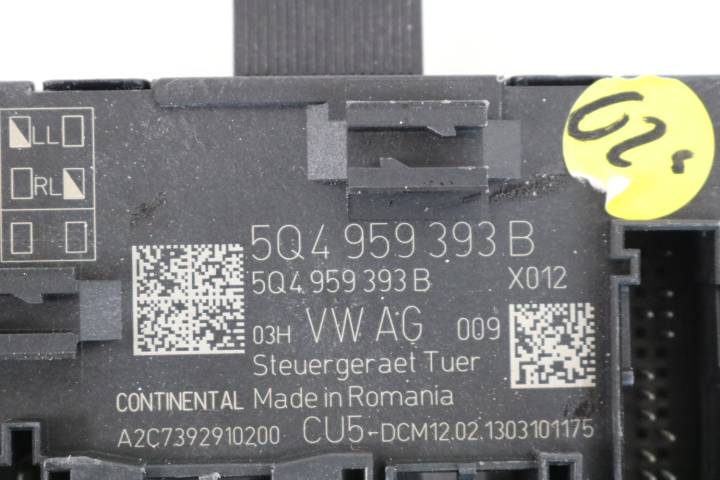 LL
RL
02
5Q4 959 393 B
5Q4 959 393 B X012
03H VW AG 009
Steuergeraet Tuer
CONTINENTAL Made in Romania
A2C7392910200 CU5-DCM12.02.1303101175